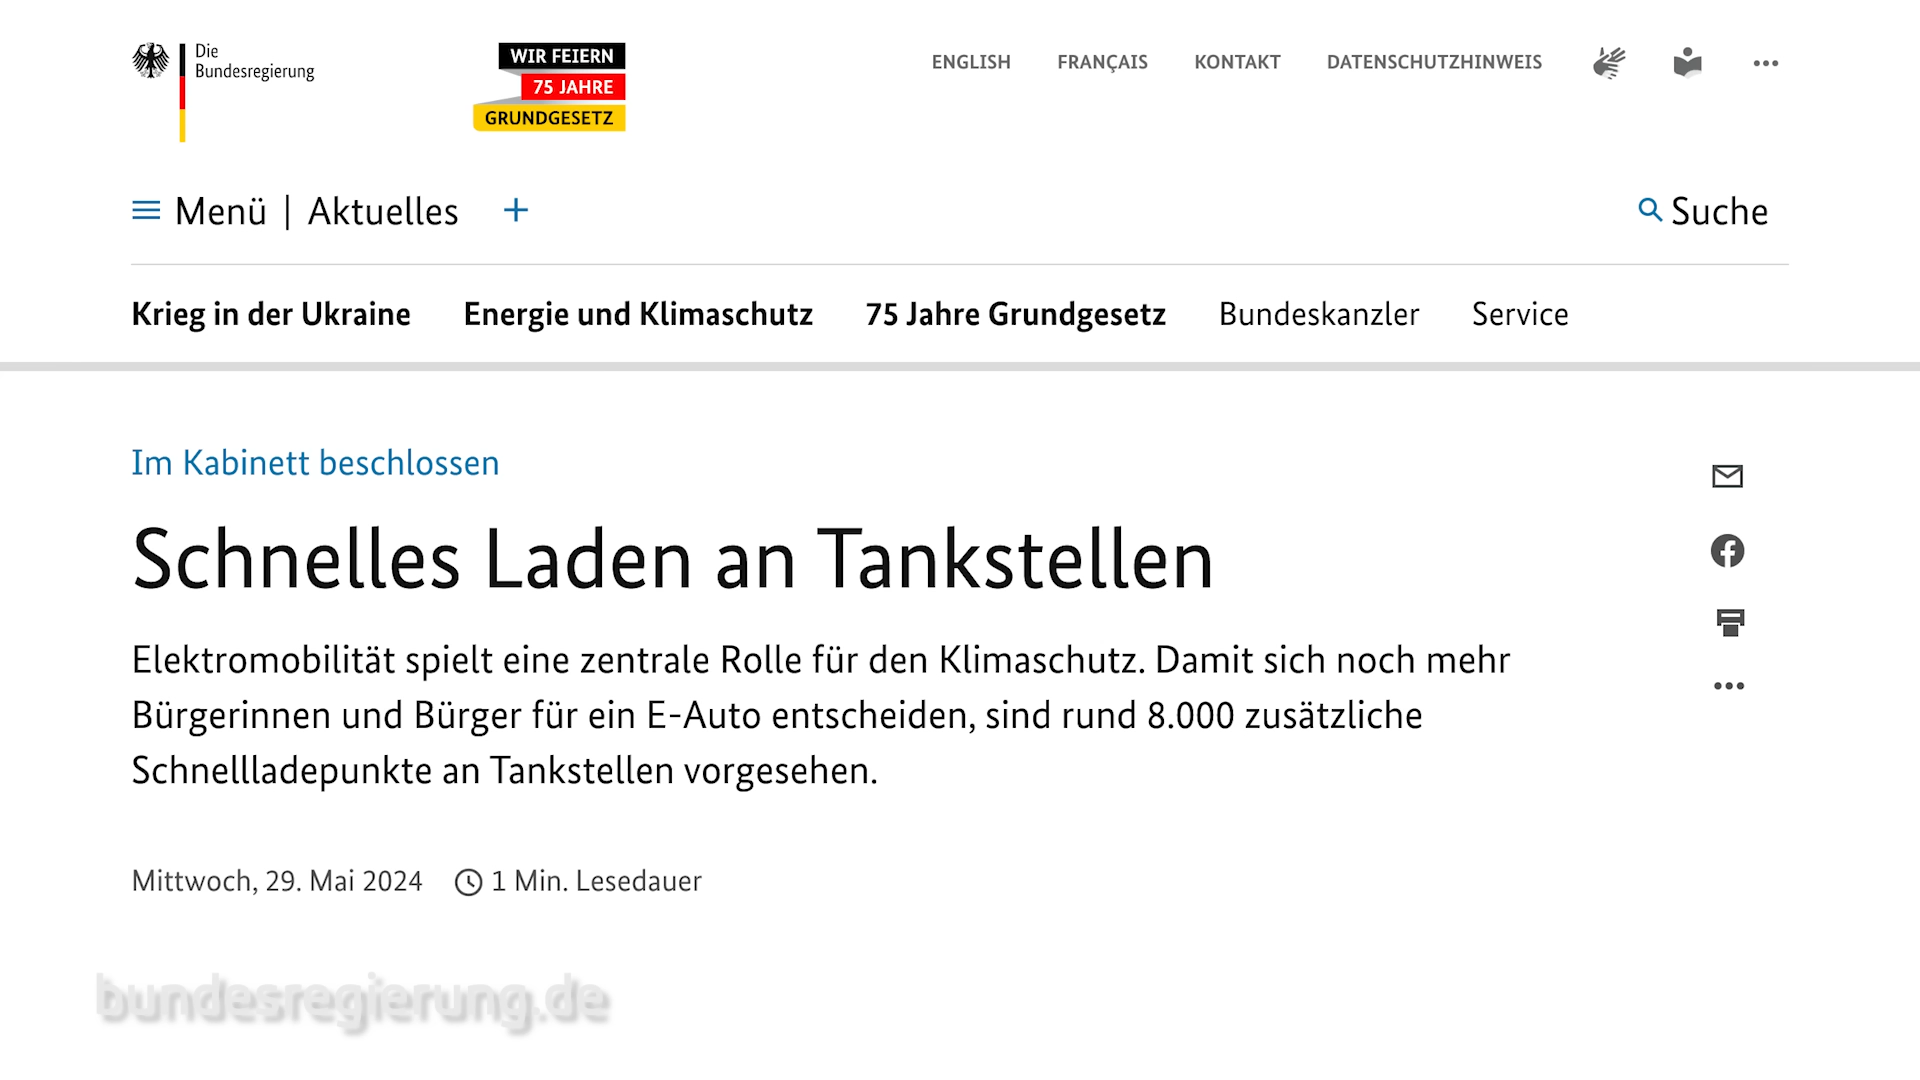 Die
Bundesregierung
WIR FEIERN
75 JAHRE
GRUNDGESETZ
ENGLISH FRANÇAIS KONTAKT DATENSCHUTZHINWEIS
Menü | Aktuelles +
Suche
Krieg in der Ukraine Energie und Klimaschutz 75 Jahre Grundgesetz Bundeskanzler Service
Im Kabinett beschlossen
Schnelles Laden an Tankstellen
Elektromobilität spielt eine zentrale Rolle für den Klimaschutz. Damit sich noch mehr
Bürgerinnen und Bürger für ein E-Auto entscheiden, sind rund 8.000 zusätzliche
Schnellladepunkte an Tankstellen vorgesehen.
Mittwoch, 29. Mai 2024 1 Min. Lesedauer
bundesregierung.de